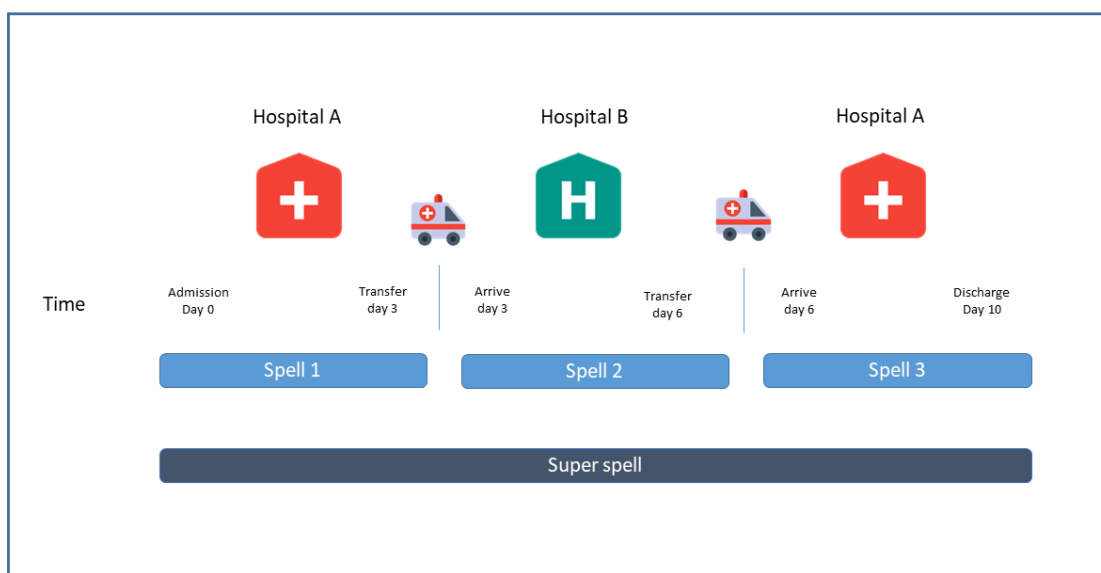 Hospital A
Hospital B
Hospital A
H
Time
Admission
Day 0
Transfer
day 3
Arrive
day 3
Transfer
day 6
Arrive
day 6
Discharge
Day 10
Spell 1
Spell 2
Spell 3
Super spell